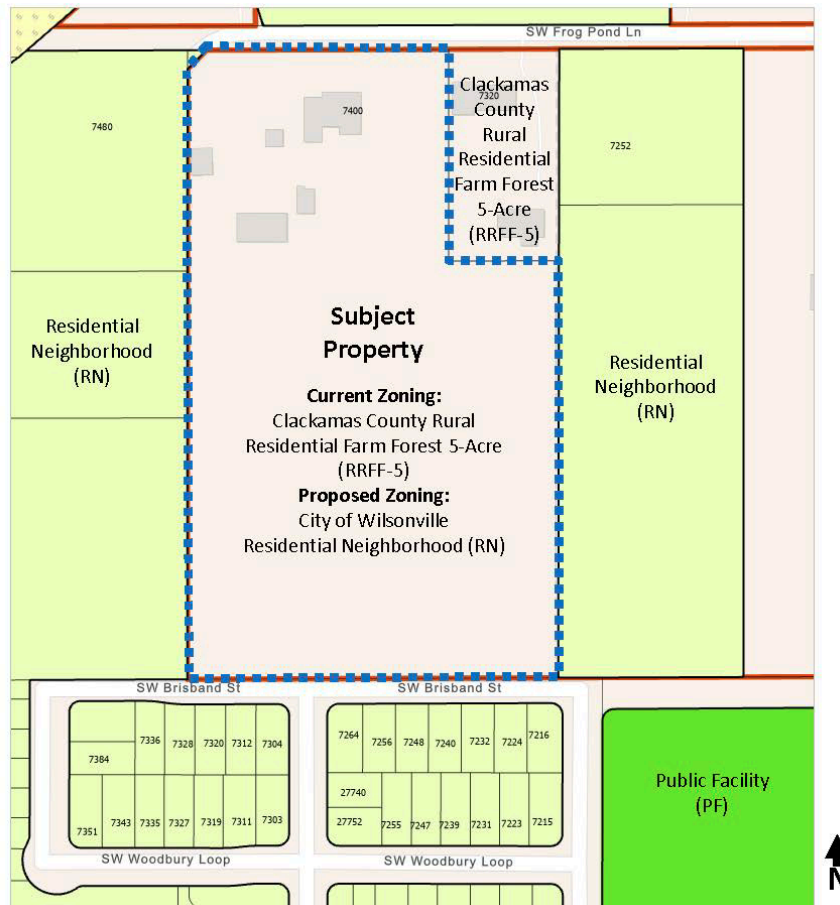 SW Frog Pond Ln
7480
7400
7320
Clackamas
County
Rural
Residential
Farm Forest
5-Acre
(RRFF-5)
7252
Residential
Neighborhood
(RN)
Subject
Property
Current Zoning:
Clackamas County Rural
Residential Farm Forest 5-Acre
(RRFF-5)
Proposed Zoning:
City of Wilsonville
Residential Neighborhood (RN)
Residential
Neighborhood
(RN)
SW Brisband St
SW Brisband St
7384
7336
7328
7320
7312
7304
7351
7343
7335
7327
7319
7311
7303
7264
7256
7248
7240
7232
7224
7216
27740
27752
7255
7247
7239
7231
7223
7215
Public Facility
(PF)
SW Woodbury Loop
SW Woodbury Loop
N